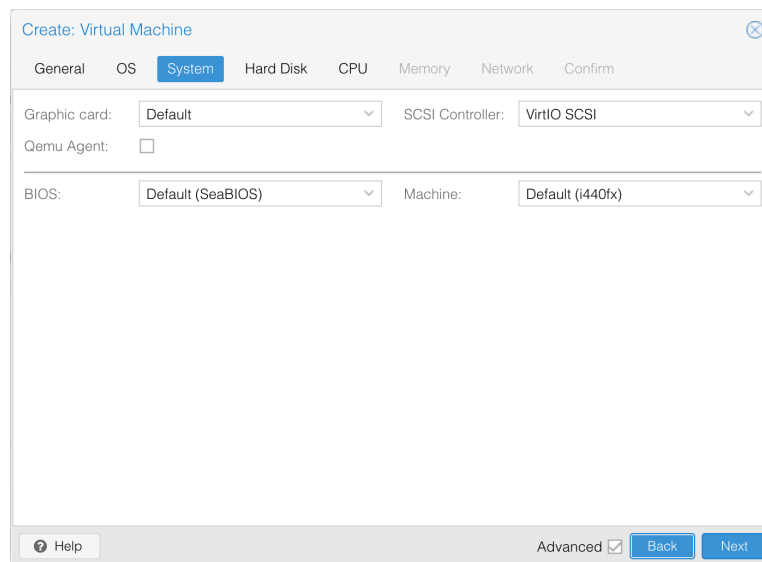 Create: Virtual Machine
General OS System Hard Disk CPU Memory Network Confirm
Graphic card: Default SCSI Controller: VirtIO SCSI
Qemu Agent:
BIOS: Default (SeaBIOS) Machine: Default (i440fx)
Help Advanced Back Next